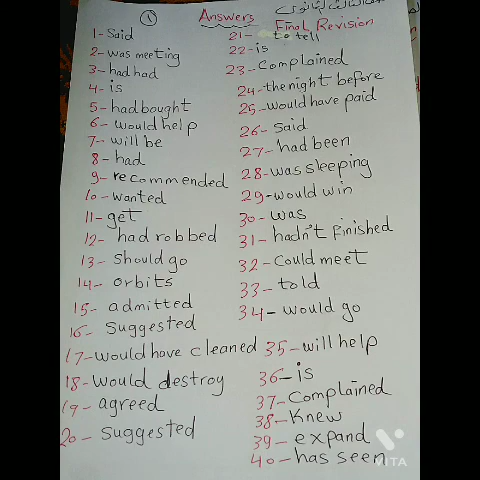 ① Answers Final Revision
الثالث الثانوى
1- Said
2- was meeting
3- had had
4- is
5- had bought
6- would help
7- will be
8- had
9- recommended
10- wanted
11- get
12- had robbed
13- should go
14- orbits
15- admitted
16- suggested
17- would have cleaned
18- would destroy
19- agreed
20- suggested
21- to tell
22- is
23- Complained
24- the night before
25- would have paid
26- said
27- had been
28- was sleeping
29- would win
30- was
31- hadn't finished
32- could meet
33- told
34- would go
35- will help
36- is
37- Complained
38- Knew
39- expand
40- has seen
VITA